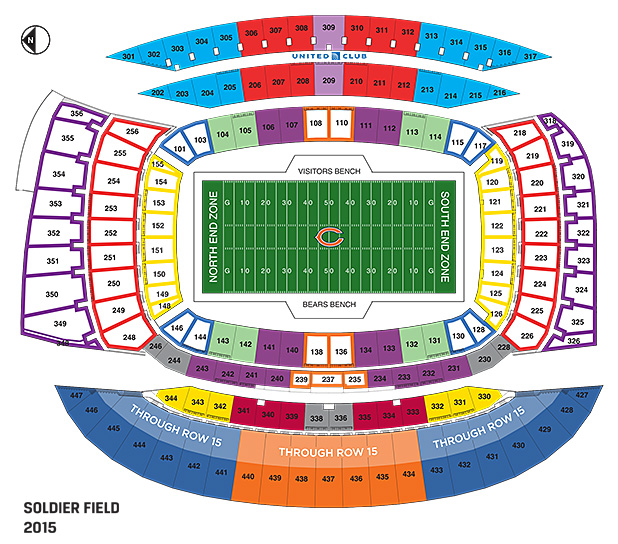 N
301 302 303 304 305 306 307 308 309 310 311 312 313 314 315 316 317
UNITED CLUB
202 203 204 205 206 207 208 209 210 211 212 213 214 215 216
356 355 354 353 352 351 350 349 348
256 255 254 253 252 251 250 249 248
101 103 104 105 106 107 108 110 111 112 113 114 115 117
155 154 153 152 151 150 149 148
119 120 121 122 123 124 125 126
218 219 220 221 222 223 224 225 226
318 319 320 321 322 323 324 325 326
VISITORS BENCH
G 10 20 30 40 50 40 30 20 10 G
NORTH END ZONE
C
SOUTH END ZONE
G 10 20 30 40 50 40 30 20 10 G
BEARS BENCH
146 144 143 142 141 140 138 136 134 133 132 131 130 128
246 244 243 242 241 240 239 237 235 234 233 232 231 230 228
344 343 342 341 340 339 338 336 335 334 333 332 331 330
447 446 445 444 443 442 441 440 439 438 437 436 435 434 433 432 431 430 429 428 427
THROUGH ROW 15
THROUGH ROW 15
THROUGH ROW 15
SOLDIER FIELD
2015